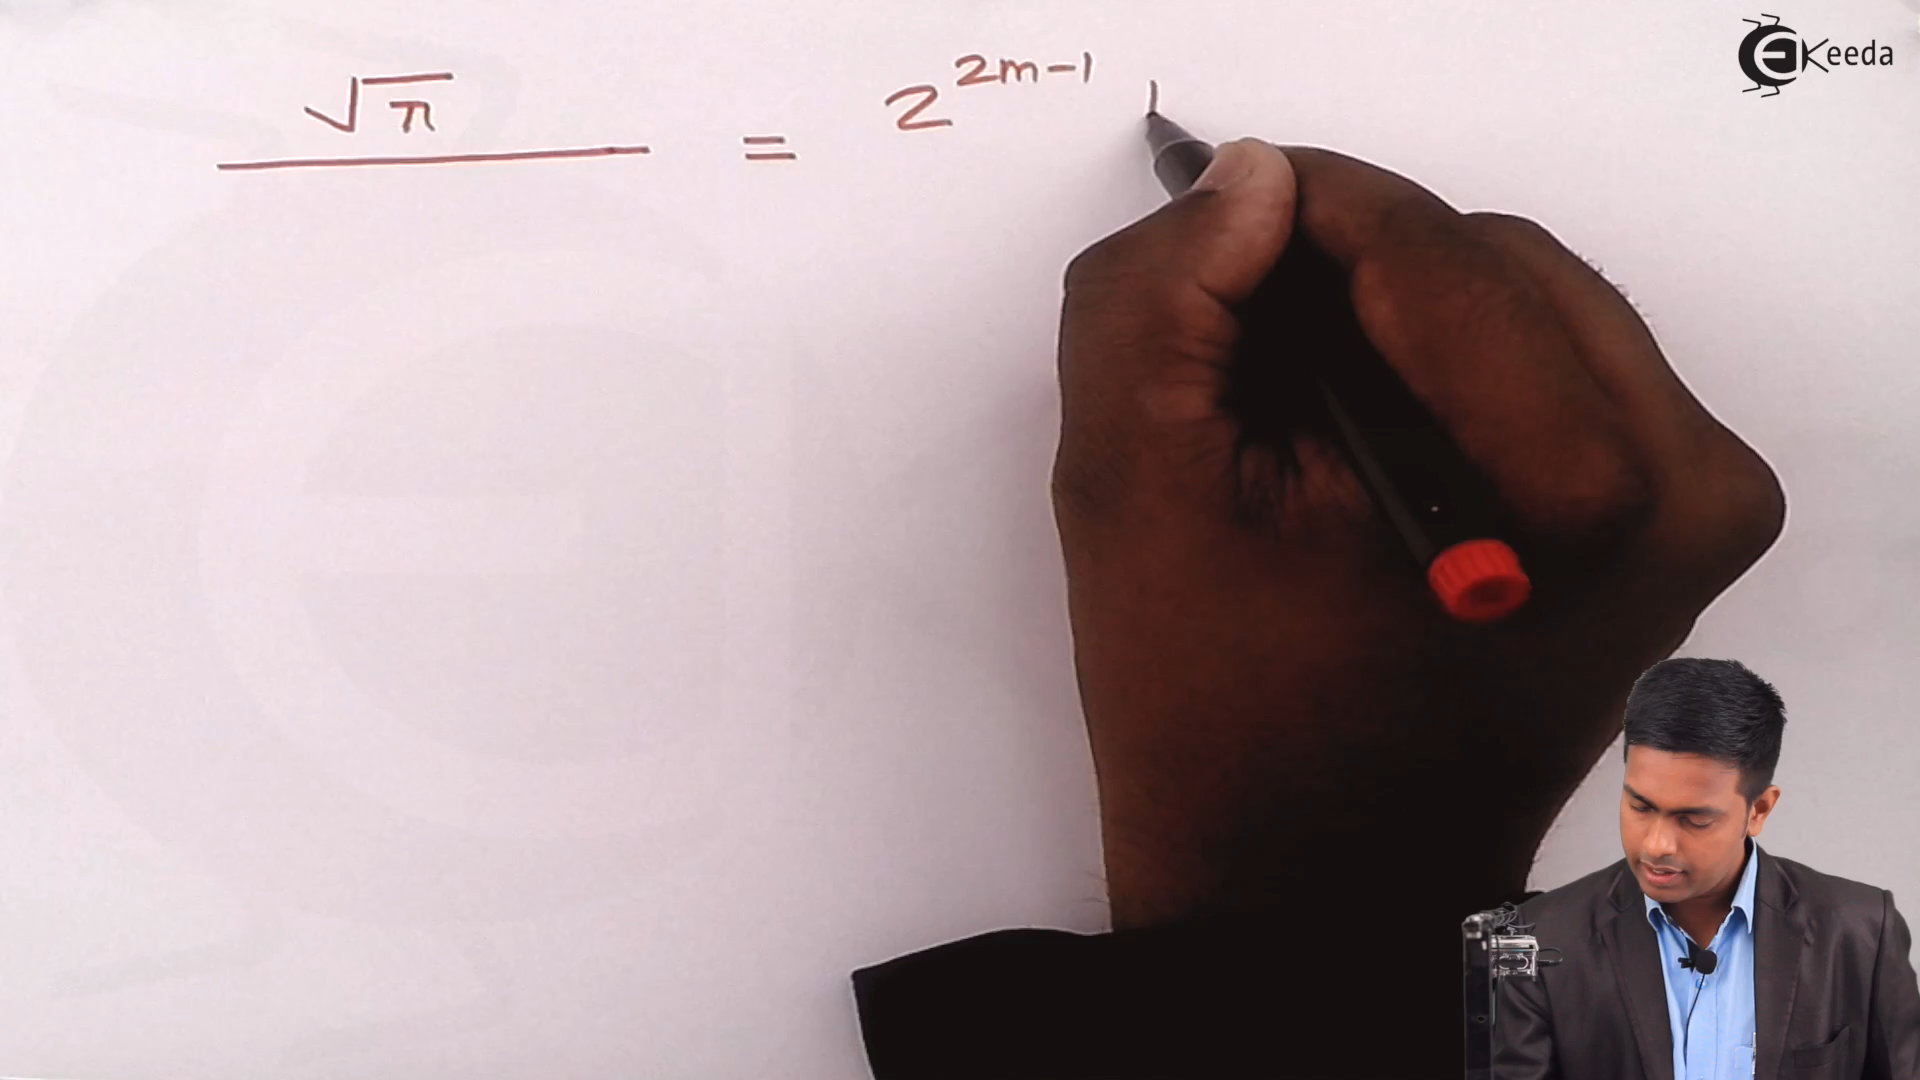 √π = 2^{2m-1}
eKeeda